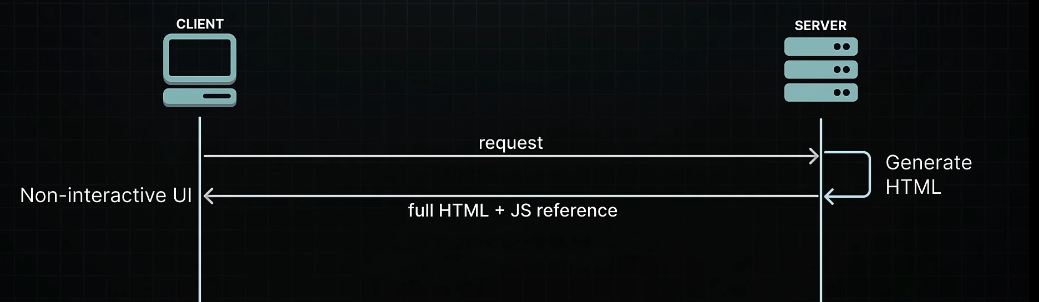 CLIENT
SERVER
request
Generate
HTML
Non-interactive UI
full HTML + JS reference